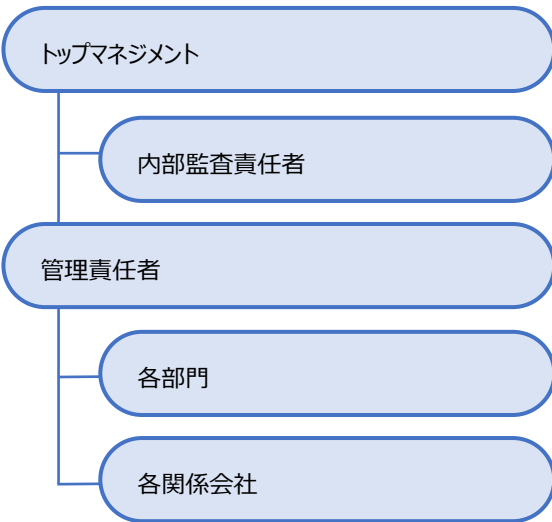 トップマネジメント
内部監査責任者
管理責任者
各部門
各関係会社